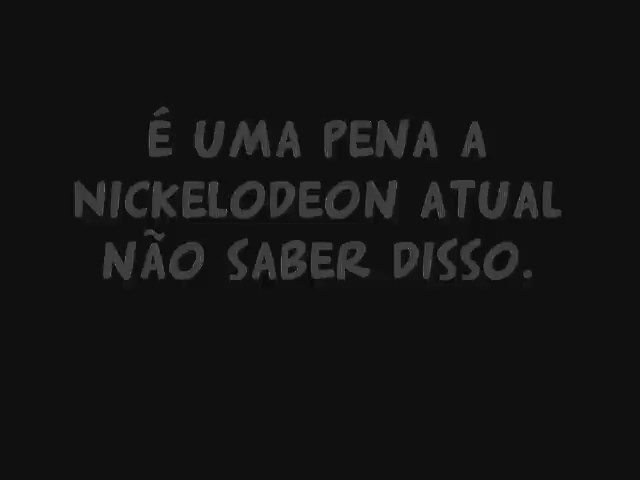 É UMA PENA A
NICKELODEON ATUAL
NÃO SABER DISSO.